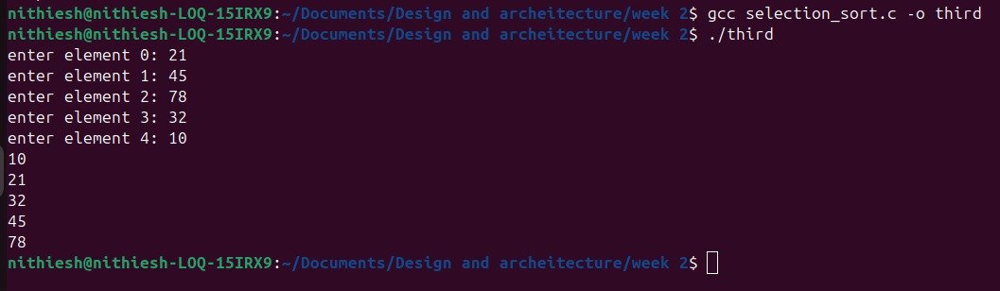 nithiesh@nithiesh-LOQ-15IRX9:~/Documents/Design and archeitecture/week 2$ gcc selection_sort.c -o third
nithiesh@nithiesh-LOQ-15IRX9:~/Documents/Design and archeitecture/week 2$ ./third
enter element 0: 21
enter element 1: 45
enter element 2: 78
enter element 3: 32
enter element 4: 10
10
21
32
45
78
nithiesh@nithiesh-LOQ-15IRX9:~/Documents/Design and archeitecture/week 2$